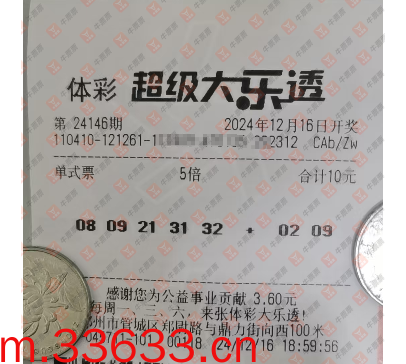 体彩 超级大乐透
第 24146期 2024年12月16日开奖
110410-121261-1 2312 CAb/Zw
单式票 5倍 合计10元
08 09 21 31 32 + 02 09
感谢您为公益事业贡献 3.60元
每周一、三、六，来张体彩大乐透！
州市管城区郑尉路与鼎力街向西100米
101 24/12/16 18:59:56
m.33633.cn